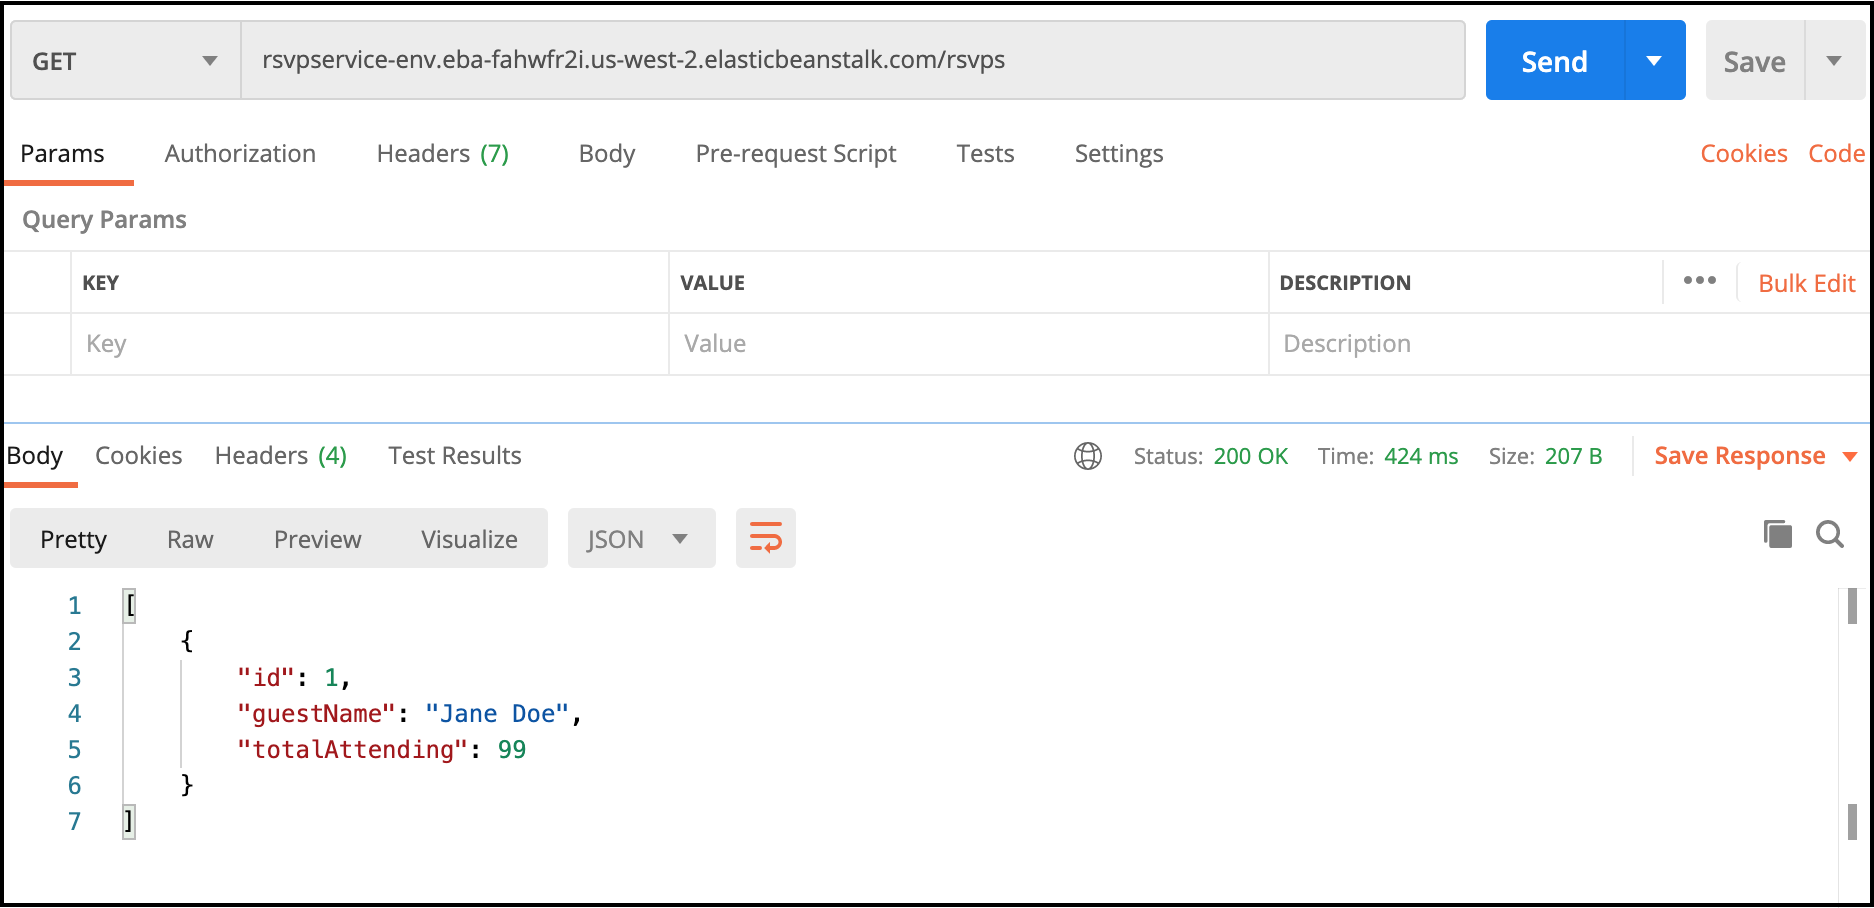 GET rsvpservice-env.eba-fahwfr2i.us-west-2.elasticbeanstalk.com/rsvps Send Save
Params Authorization Headers (7) Body Pre-request Script Tests Settings Cookies Code
Query Params
KEY VALUE DESCRIPTION ••• Bulk Edit
Key Value Description
Body Cookies Headers (4) Test Results Status: 200 OK Time: 424 ms Size: 207 B Save Response
Pretty Raw Preview Visualize JSON
1 [
2 {
3 "id": 1,
4 "guestName": "Jane Doe",
5 "totalAttending": 99
6 }
7 ]